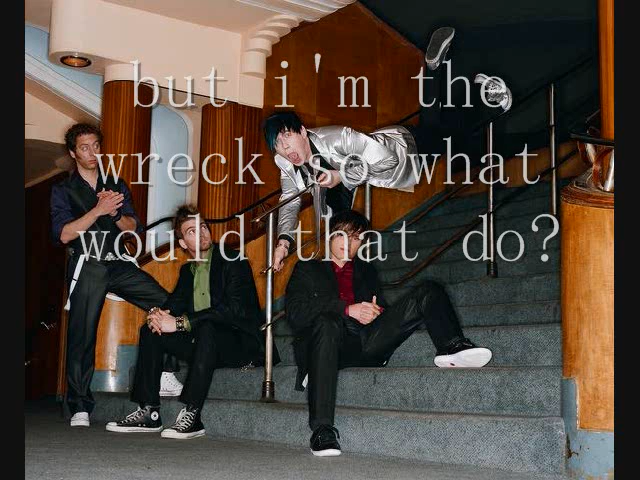 but i'm the
wreck so what
would that do?